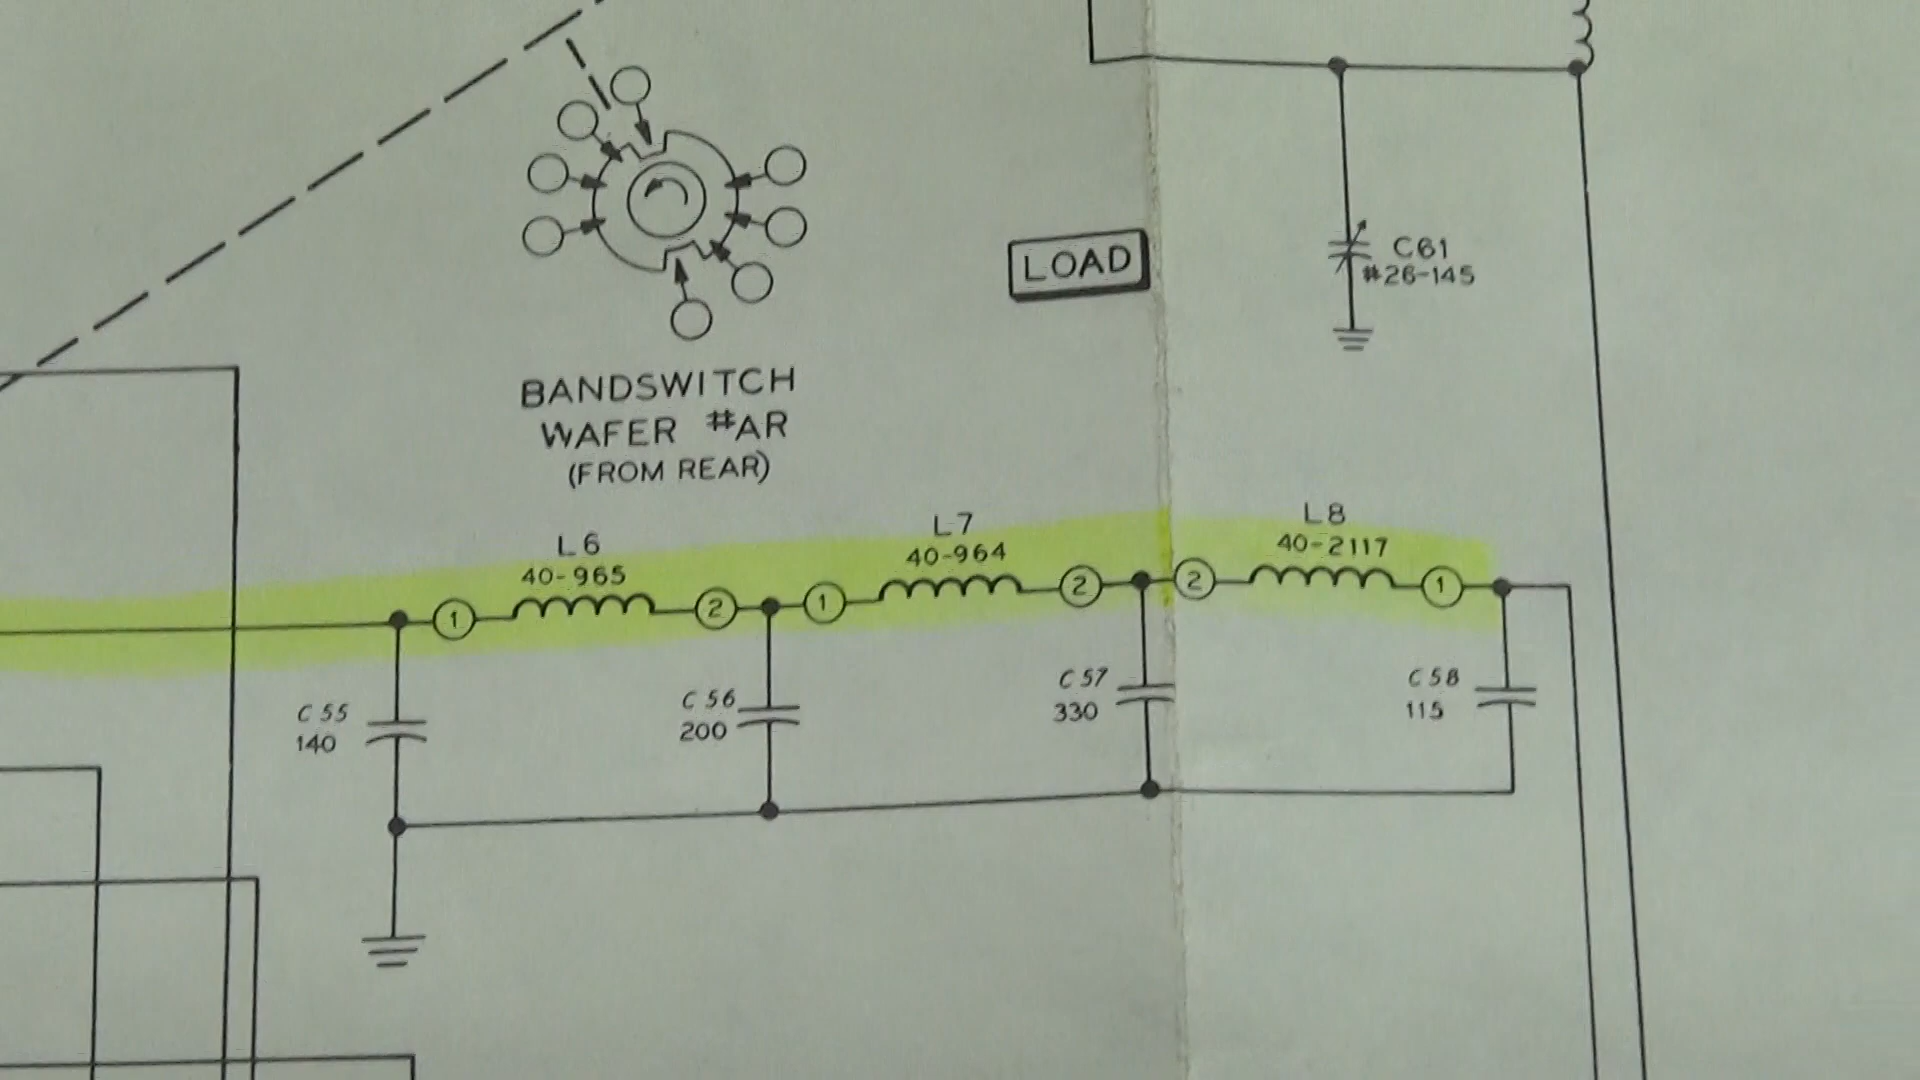 LOAD
C61
#26-145
BANDSWITCH
WAFER #AR
(FROM REAR)
L6
40-965
L7
40-964
L8
40-2117
1
2
1
2
2
1
C55
140
C56
200
C57
330
C58
115